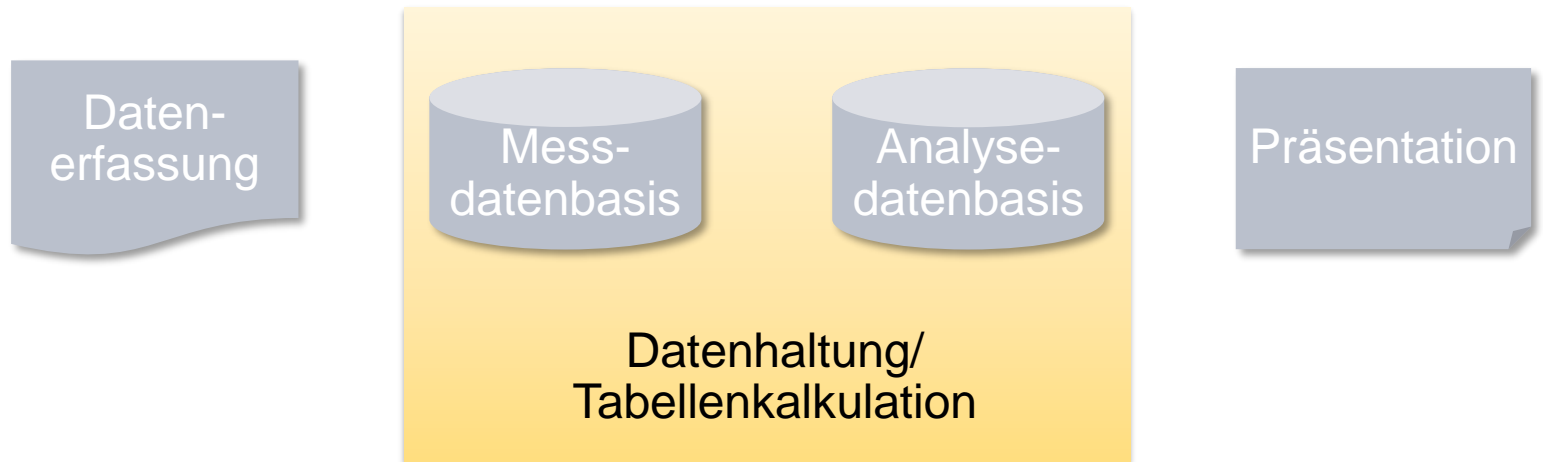 Daten-
erfassung
Mess-
datenbasis
Analyse-
datenbasis
Präsentation
Datenhaltung/
Tabellenkalkulation